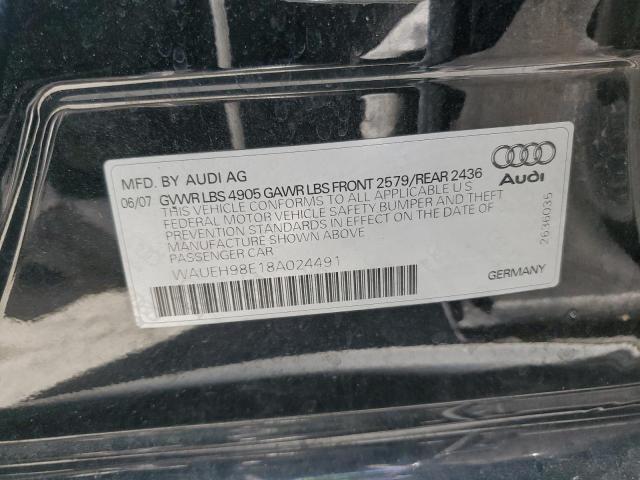 MFD. BY AUDI AG
06/07 GVWR LBS 4905 GAWR LBS FRONT 2579/REAR 2436
THIS VEHICLE CONFORMS TO ALL APPLICABLE U S
FEDERAL MOTOR VEHICLE SAFETY BUMPER AND THEFT
PREVENTION STANDARDS IN EFFECT ON THE DATE OF
MANUFACTURE SHOWN ABOVE
PASSENGER CAR
WAUEH98E18A024491
Audi
2636035
GERMANY